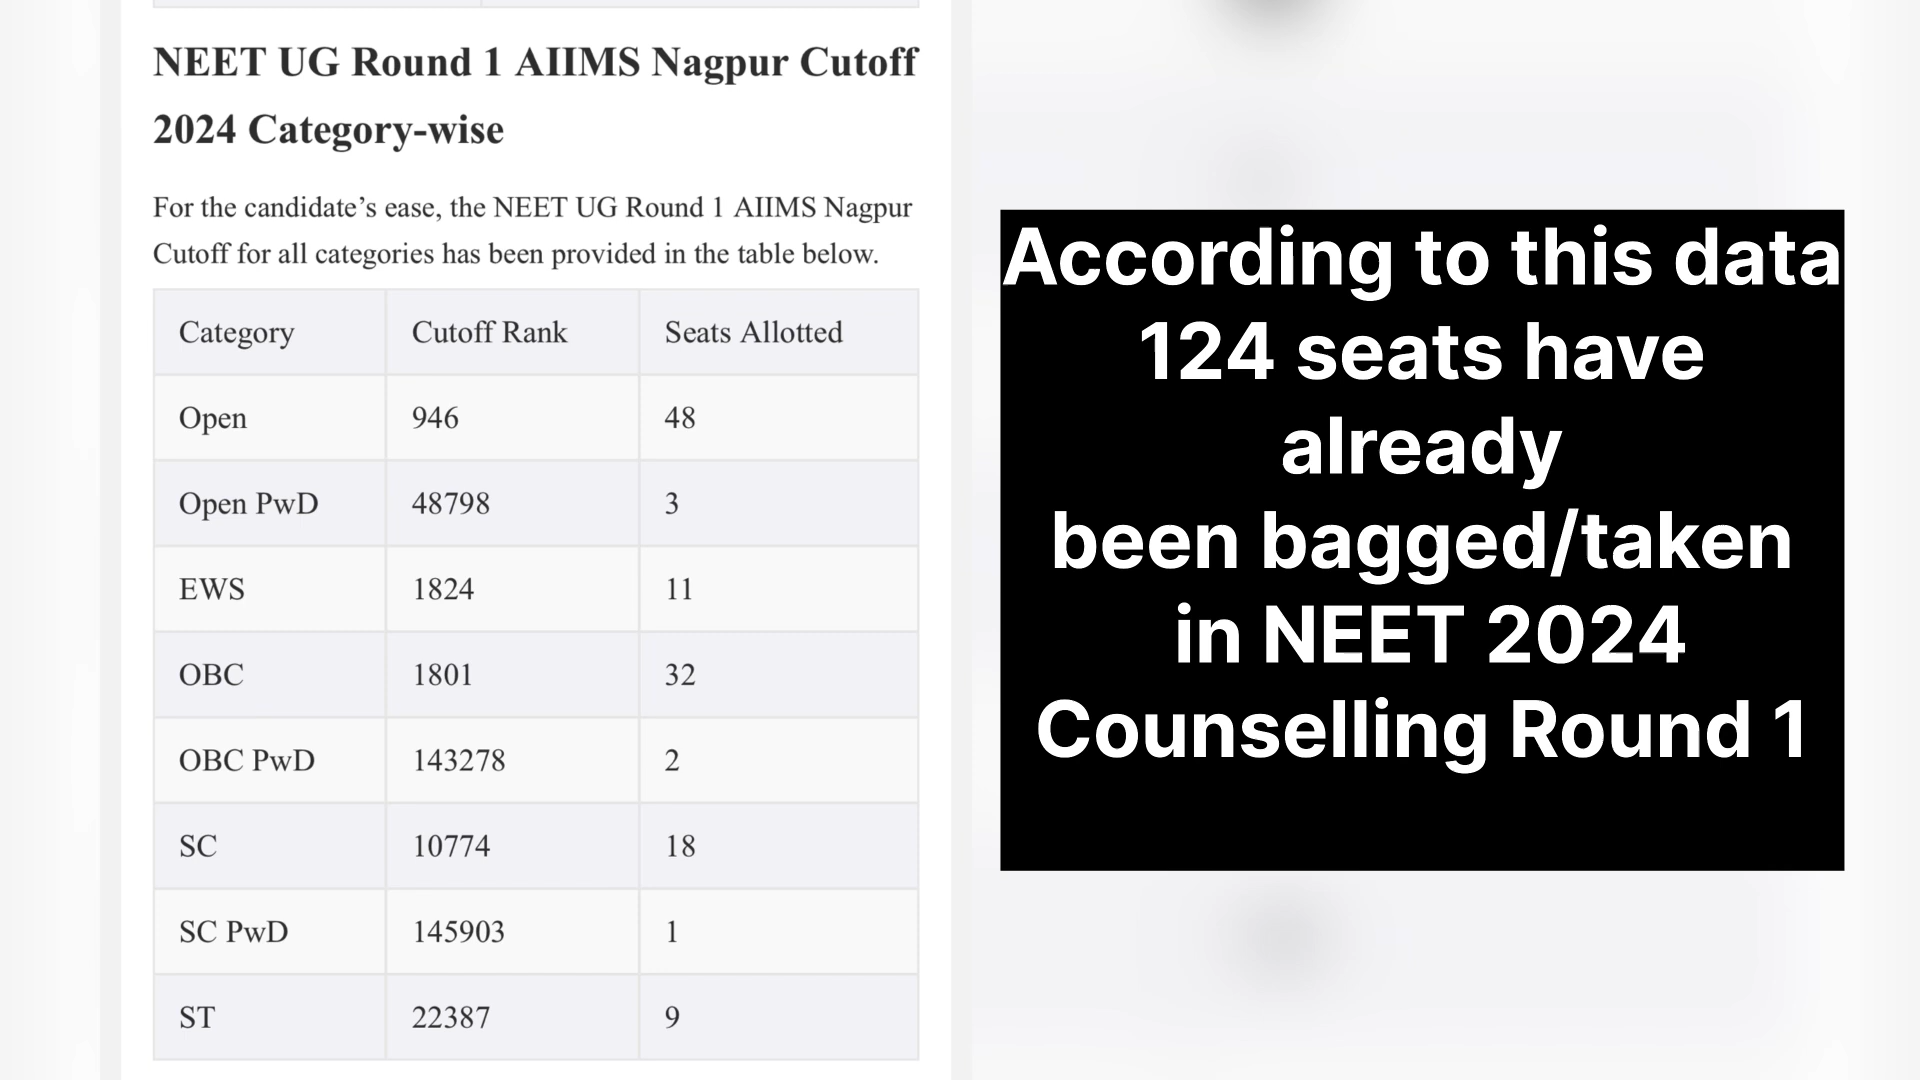 NEET UG Round 1 AIIMS Nagpur Cutoff
2024 Category-wise
For the candidate’s ease, the NEET UG Round 1 AIIMS Nagpur
Cutoff for all categories has been provided in the table below.
Category Cutoff Rank Seats Allotted
Open 946 48
Open PwD 48798 3
EWS 1824 11
OBC 1801 32
OBC PwD 143278 2
SC 10774 18
SC PwD 145903 1
ST 22387 9
According to this data
124 seats have
already
been bagged/taken
in NEET 2024
Counselling Round 1